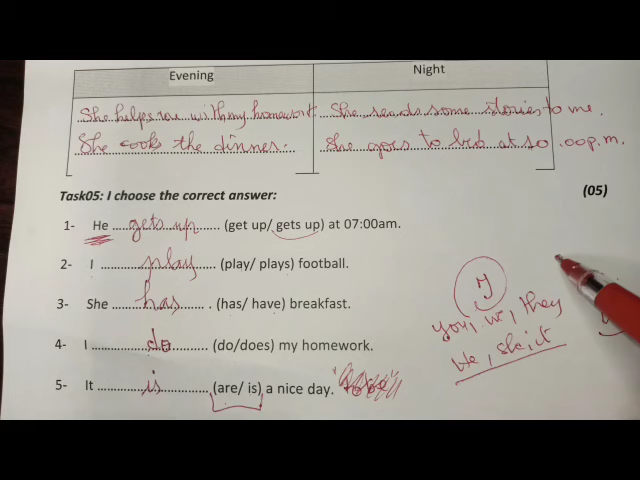 Evening Night
She helps me with my homework. She reads some stories to me.
She cooks the dinner. She goes to bed at 10.00p.m.
Task05: I choose the correct answer: (05)
1- He gets up (get up/ gets up) at 07:00am.
2- I play (play/ plays) football.
3- She has . (has/ have) breakfast.
4- I do (do/does) my homework.
5- It is (are/ is) a nice day.
I
you, we, they
He, she, it